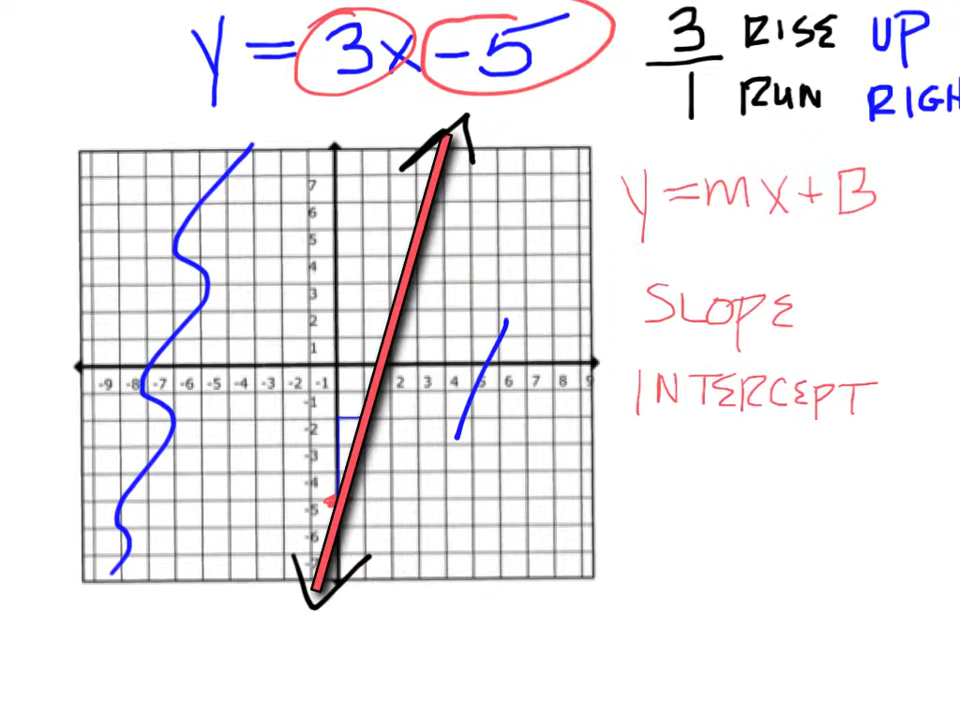 y = 3x - 5
3 RISE UP
1 RUN RIGH
y = mx + B
SLOPE
INTERCEPT
7
6
5
4
3
2
1
-9 -8 -7 -6 -5 -4 -3 -2 -1 2 3 4 5 6 7 8 9
-1
-2
-3
-4
-5
-6